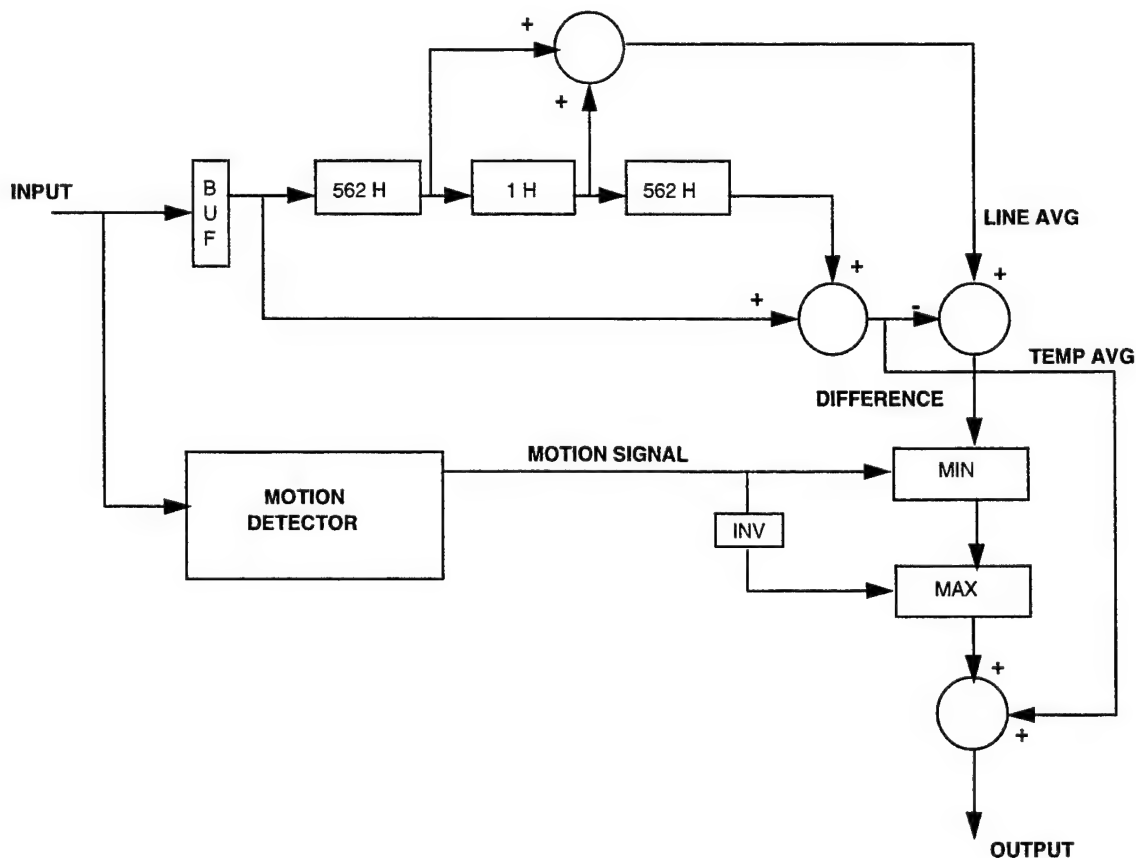 +
+
INPUT
B
U
F
562 H
1 H
562 H
LINE AVG
+
+
-
+
TEMP AVG
DIFFERENCE
MOTION SIGNAL
MIN
MOTION
DETECTOR
INV
MAX
+
+
OUTPUT